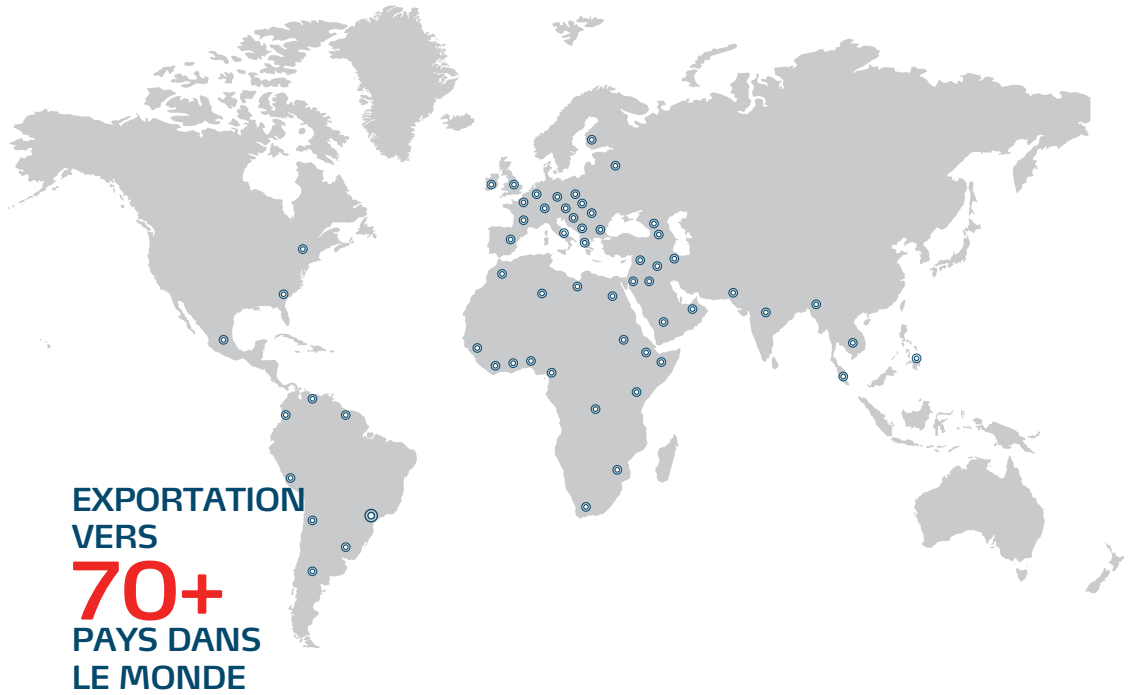 EXPORTATION
VERS
70+
PAYS DANS
LE MONDE